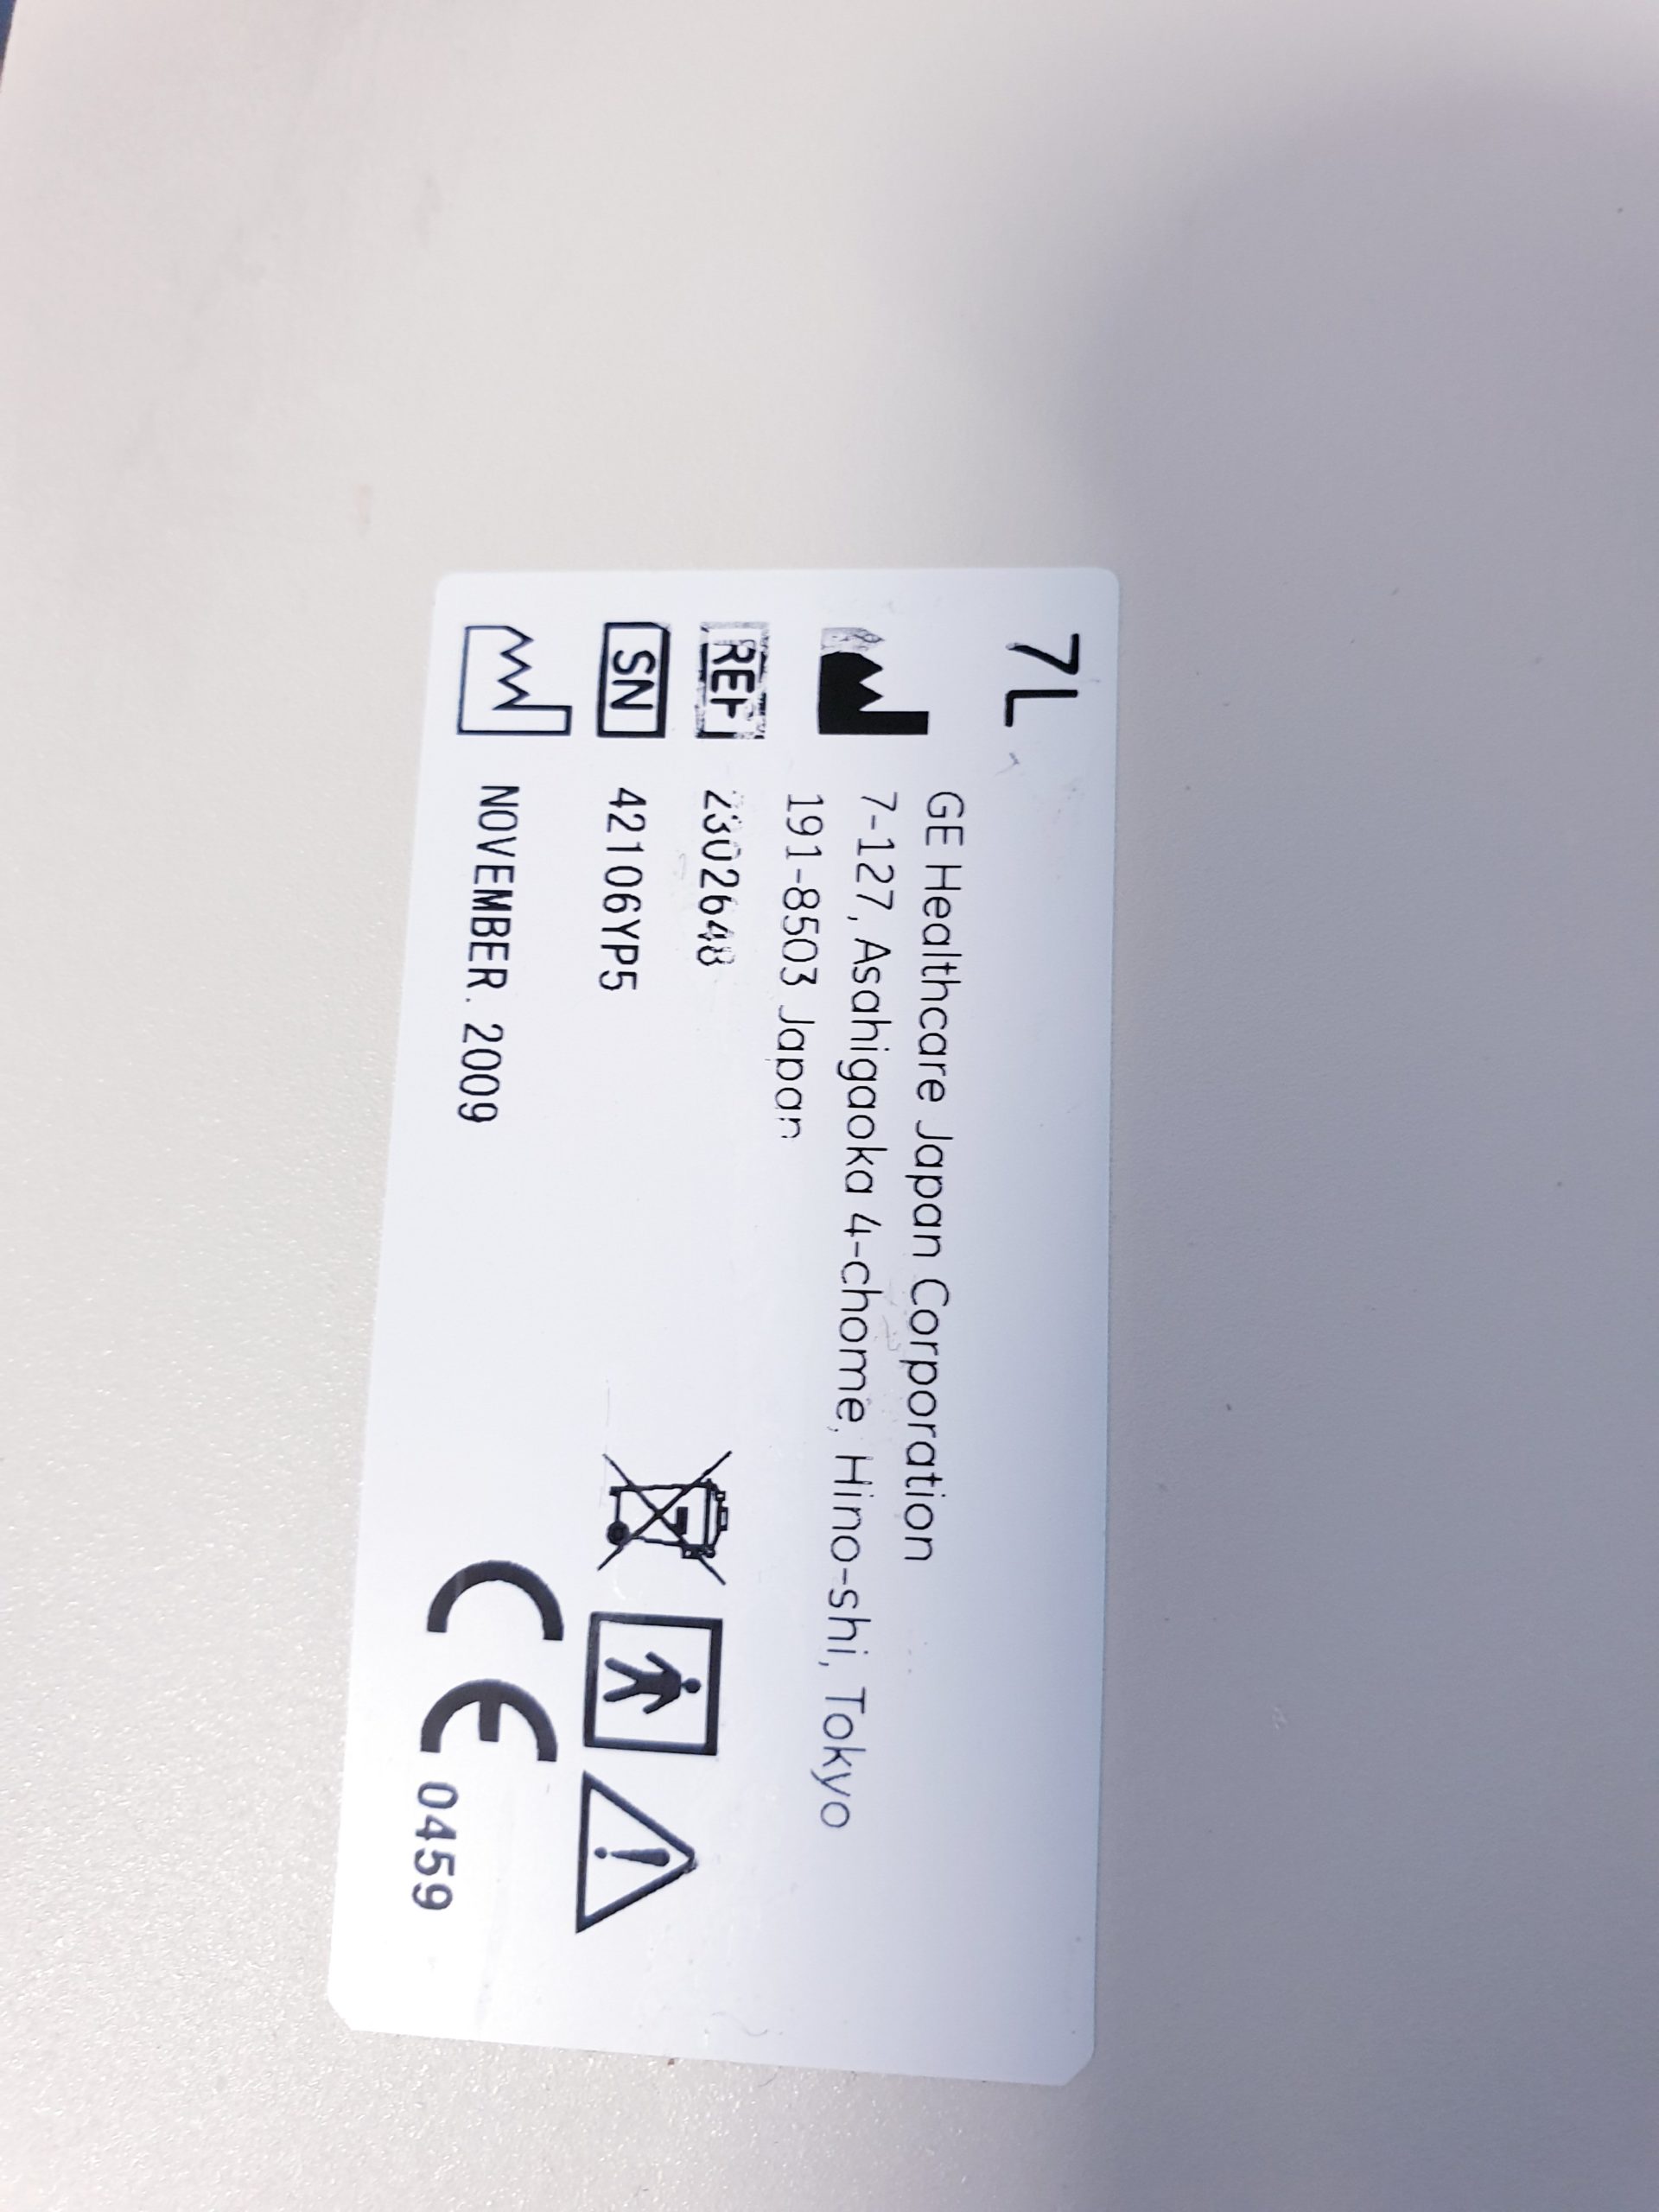 7L
GE Healthcare Japan Corporation
7-127, Asahigaoka 4-chome, Hino-shi, Tokyo
191-8503 Japan
REF 2302648
SN 42106YP5
NOVEMBER. 2009
CE 0459